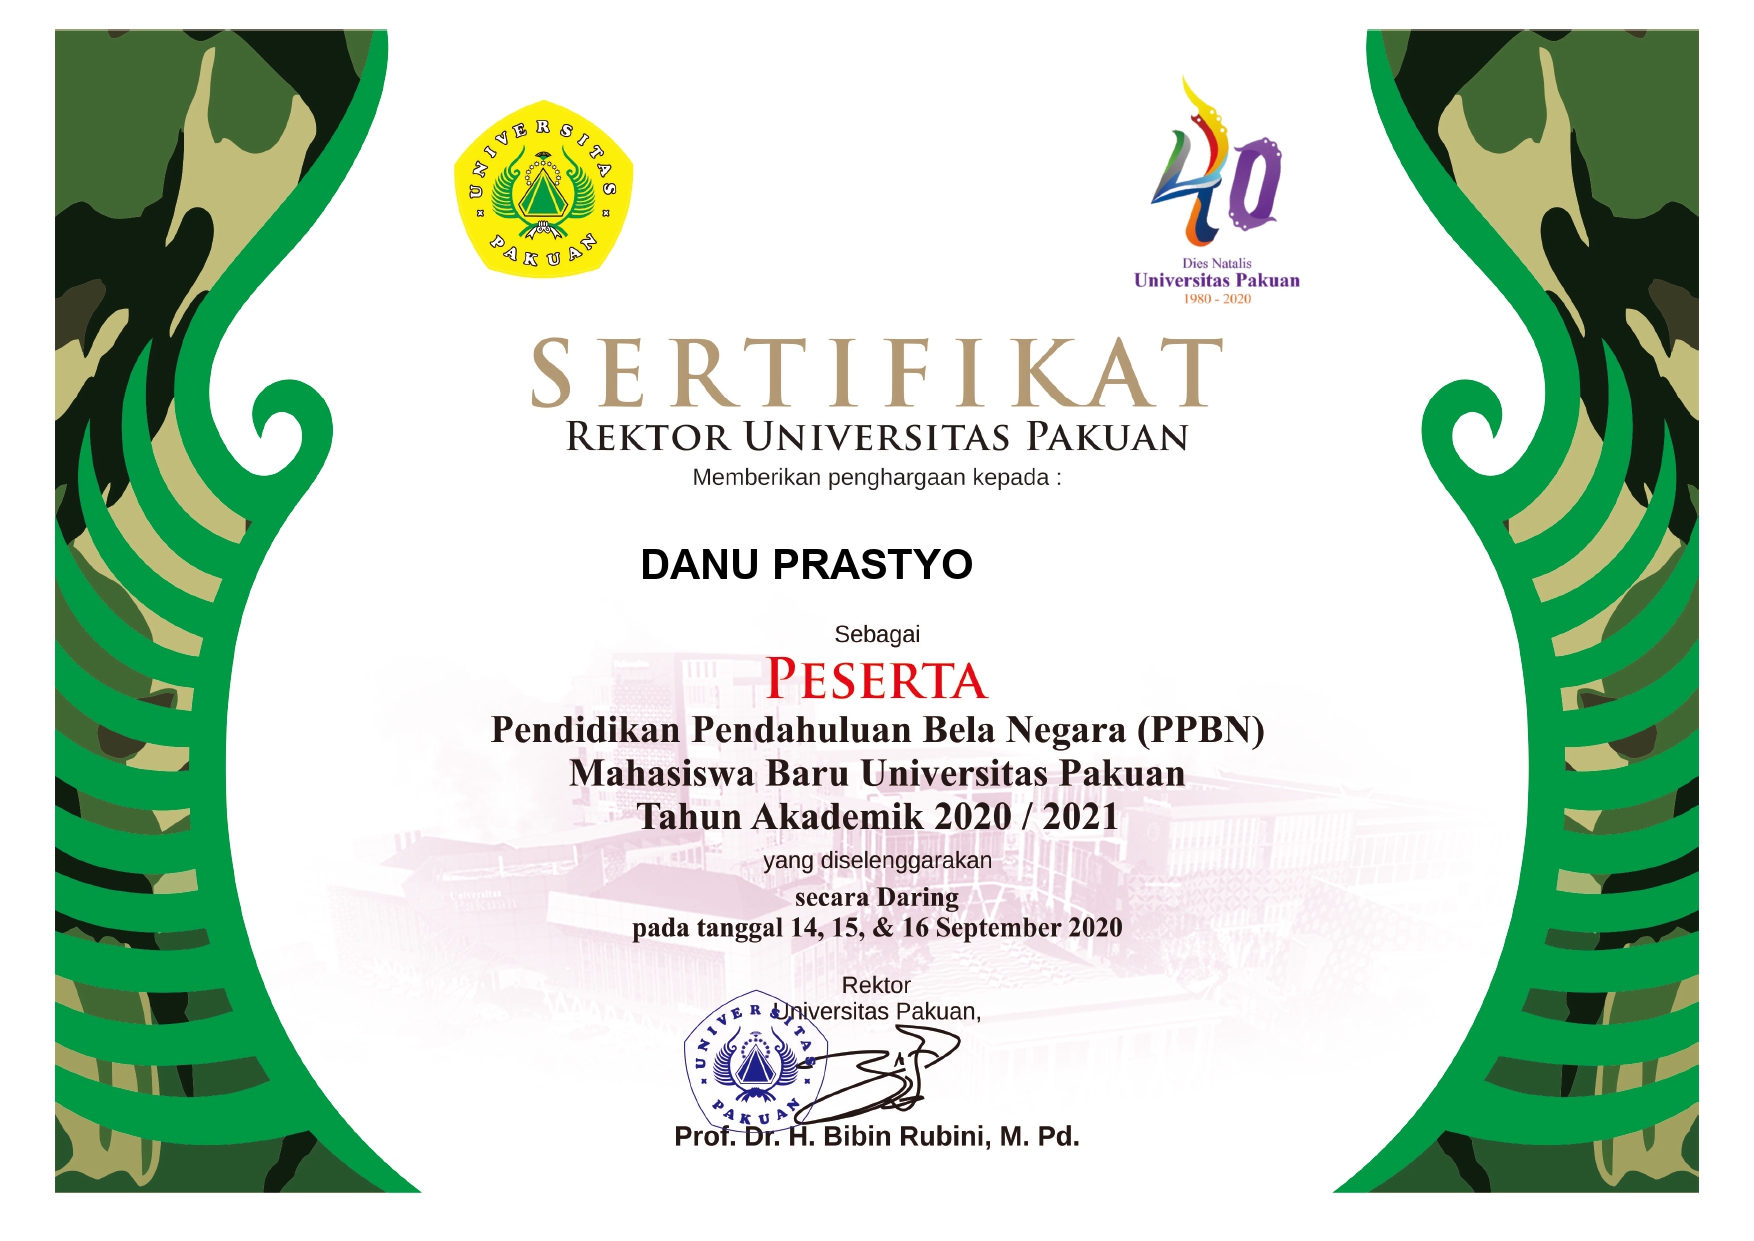 UNIVERSITAS
PAKUAN
40
Dies Natalis
Universitas Pakuan
1980 - 2020
SERTIFIKAT
REKTOR UNIVERSITAS PAKUAN
Memberikan penghargaan kepada :
DANU PRASTYO
Sebagai
PESERTA
Pendidikan Pendahuluan Bela Negara (PPBN)
Mahasiswa Baru Universitas Pakuan
Tahun Akademik 2020 / 2021
yang diselenggarakan
secara Daring
pada tanggal 14, 15, & 16 September 2020
Rektor
Universitas Pakuan,
UNIVERSITAS
PAKUAN
Prof. Dr. H. Bibin Rubini, M. Pd.